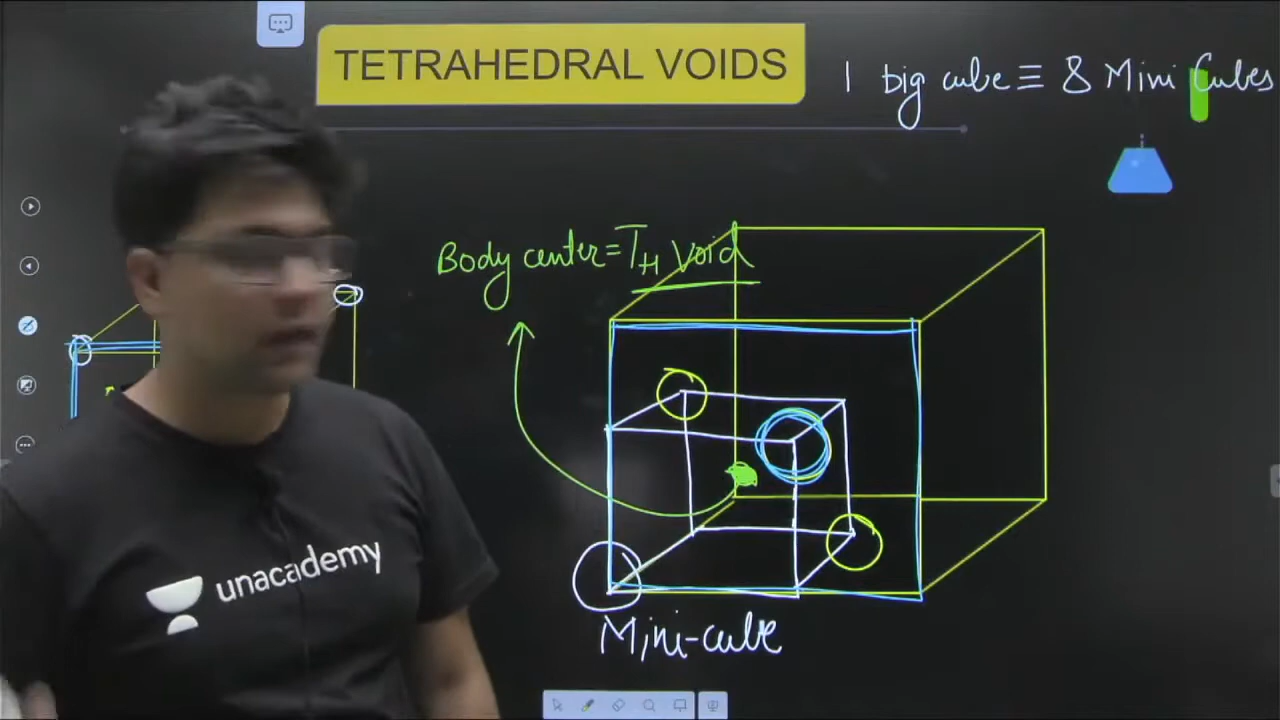 TETRAHEDRAL VOIDS
1 big cube ≡ 8 Mini Cubes
Body center = TH Void
unacademy
Mini-cube